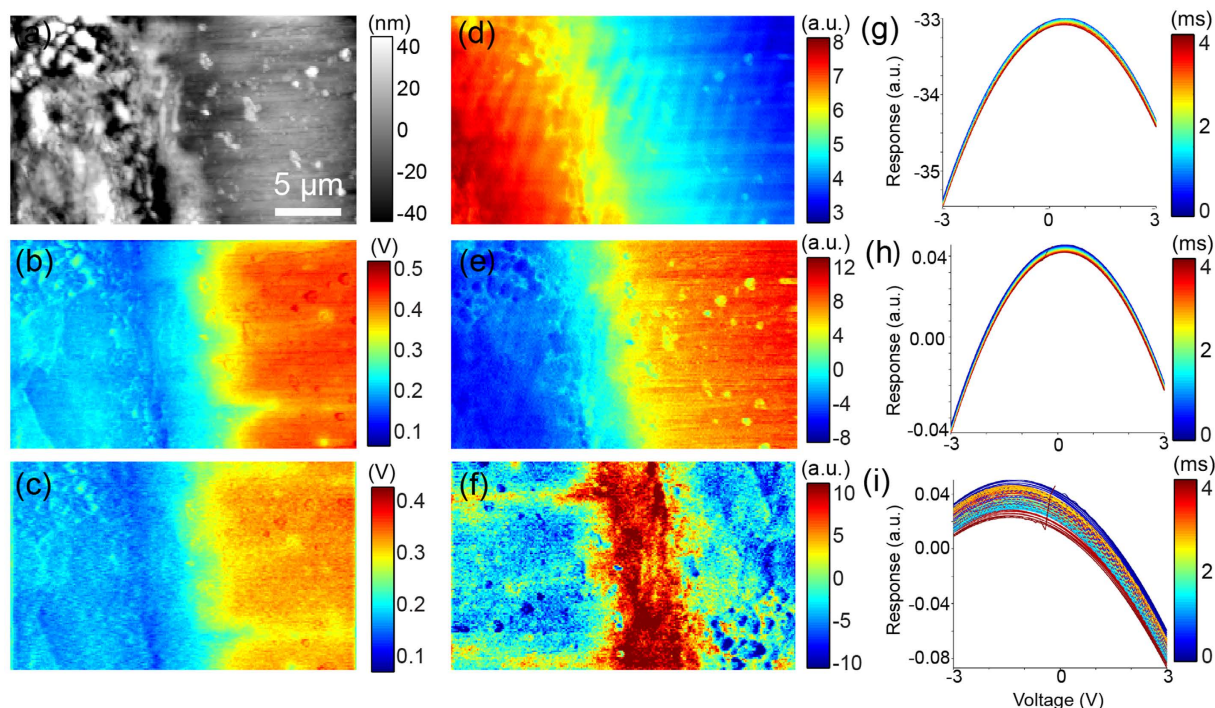 (a)
(nm)
40
20
0
-20
-40
5 μm
(d)
(a.u.)
8
7
6
5
4
3
(g)
-33
-34
-35
Response (a.u.)
-3
0
3
(ms)
4
2
0
(b)
(V)
0.5
0.4
0.3
0.2
0.1
(e)
(a.u.)
12
8
4
0
-4
-8
(h)
0.04
0.00
-0.04
Response (a.u.)
-3
0
3
(ms)
4
2
0
(c)
(V)
0.4
0.3
0.2
0.1
(f)
(a.u.)
10
5
0
-5
-10
(i)
0.04
0.00
-0.04
-0.08
Response (a.u.)
-3
0
3
Voltage (V)
(ms)
4
2
0